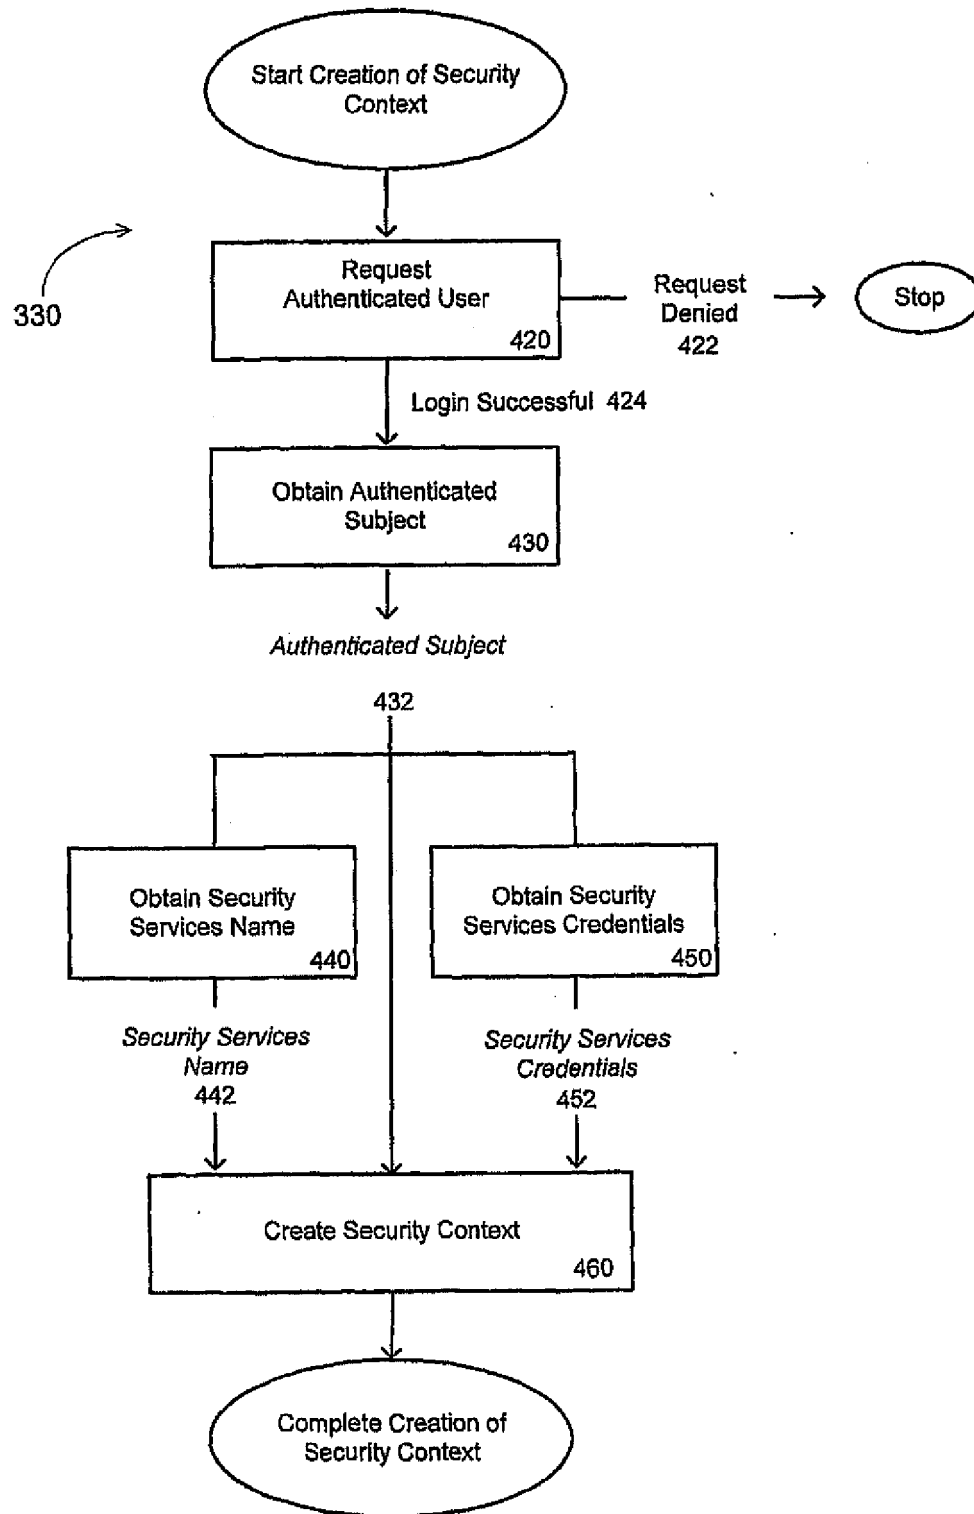 Start Creation of Security
Context
330
Request
Authenticated User
420
Request
Denied
422
Stop
Login Successful 424
Obtain Authenticated
Subject
430
Authenticated Subject
432
Obtain Security
Services Name
440
Obtain Security
Services Credentials
450
Security Services
Name
442
Security Services
Credentials
452
Create Security Context
460
Complete Creation of
Security Context